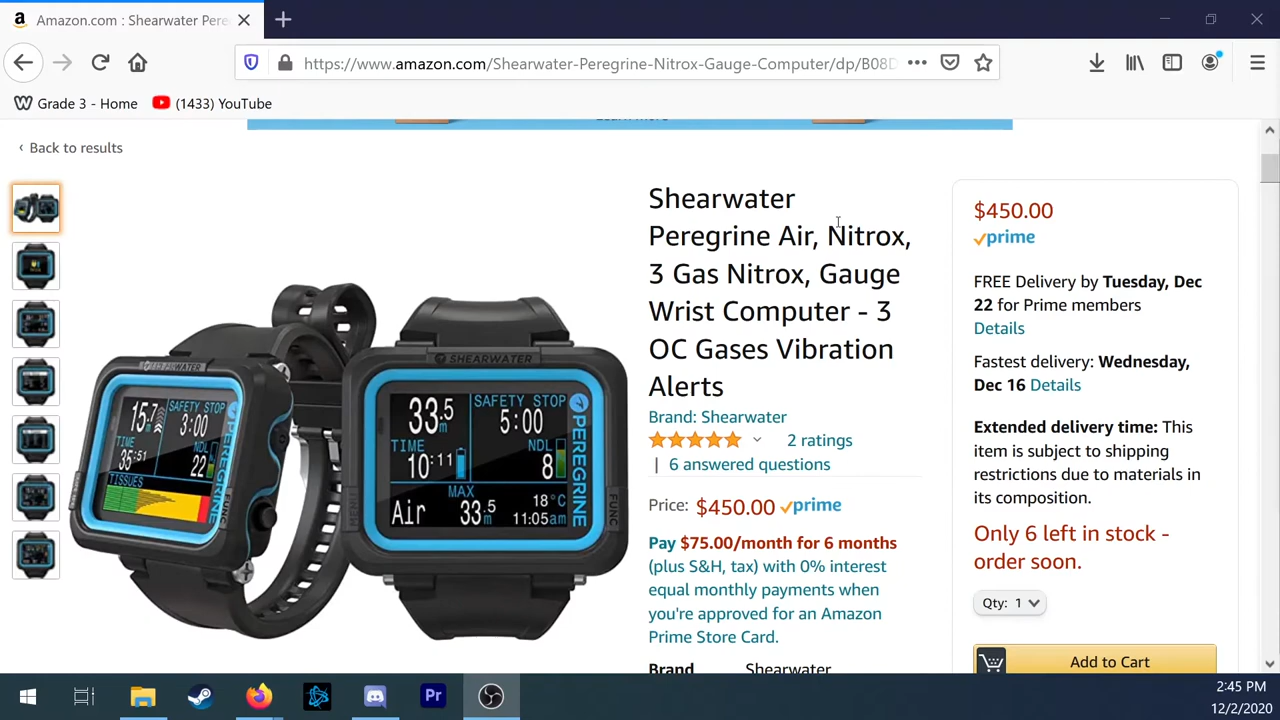 Amazon.com : Shearwater Pere
https://www.amazon.com/Shearwater-Peregrine-Nitrox-Gauge-Computer/dp/B08D
Grade 3 - Home
(1433) YouTube
‹ Back to results
Shearwater
Peregrine Air, Nitrox,
3 Gas Nitrox, Gauge
Wrist Computer - 3
OC Gases Vibration
Alerts
Brand: Shearwater
2 ratings
| 6 answered questions
Price: $450.00 prime
Pay $75.00/month for 6 months
(plus S&H, tax) with 0% interest
equal monthly payments when
you're approved for an Amazon
Prime Store Card.
Brand Shearwater
$450.00
prime
FREE Delivery by Tuesday, Dec
22 for Prime members
Details
Fastest delivery: Wednesday,
Dec 16 Details
Extended delivery time: This
item is subject to shipping
restrictions due to materials in
its composition.
Only 6 left in stock -
order soon.
Qty: 1
Add to Cart
15.7
SAFETY STOP
3:00
TIME
35:51
NDL
22
TISSUES
PEREGRINE
FUNC
SHEARWATER
33.5
SAFETY STOP
5:00
TIME
10:11
NDL
8
MAX
Air
33.5
18°C
11:05am
PEREGRINE
FUNC
Pr
2:45 PM
12/2/2020